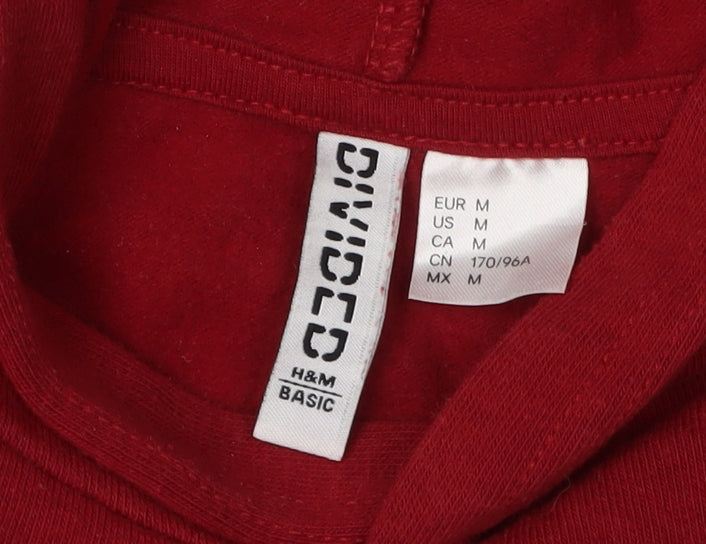 DIVIDED
H&M
BASIC
EUR M
US M
CA M
CN 170/96A
MX M